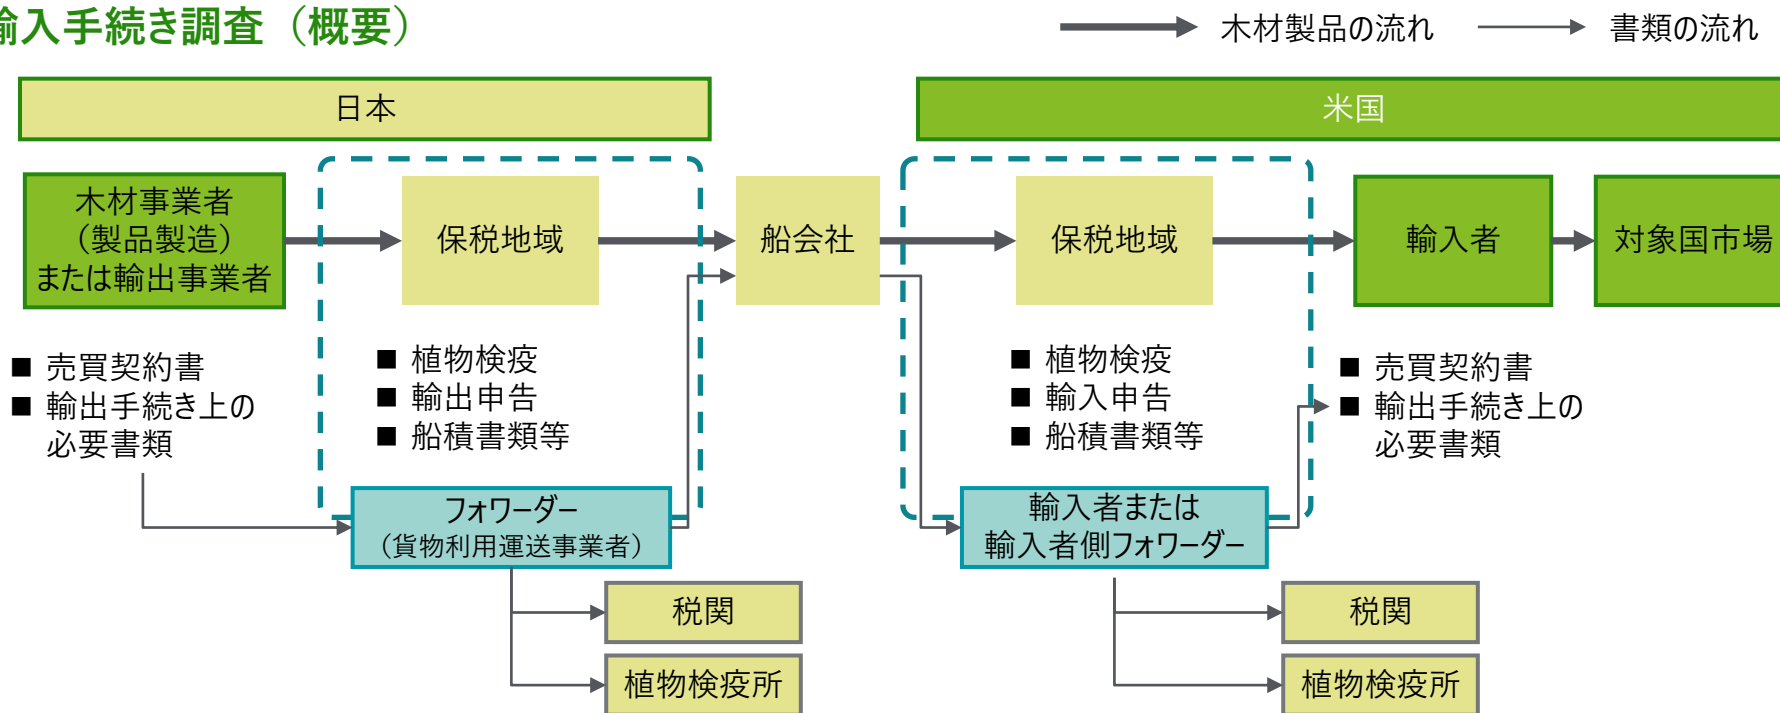 輸入手続き調査（概要）
木材製品の流れ
書類の流れ
日本
米国
木材事業者
（製品製造）
または輸出事業者
保税地域
船会社
保税地域
輸入者
対象国市場
■ 売買契約書
■ 輸出手続き上の
必要書類
■ 植物検疫
■ 輸出申告
■ 船積書類等
■ 植物検疫
■ 輸入申告
■ 船積書類等
■ 売買契約書
■ 輸出手続き上の
必要書類
フォワーダー
（貨物利用運送事業者）
輸入者または
輸入者側フォワーダー
税関
植物検疫所
税関
植物検疫所